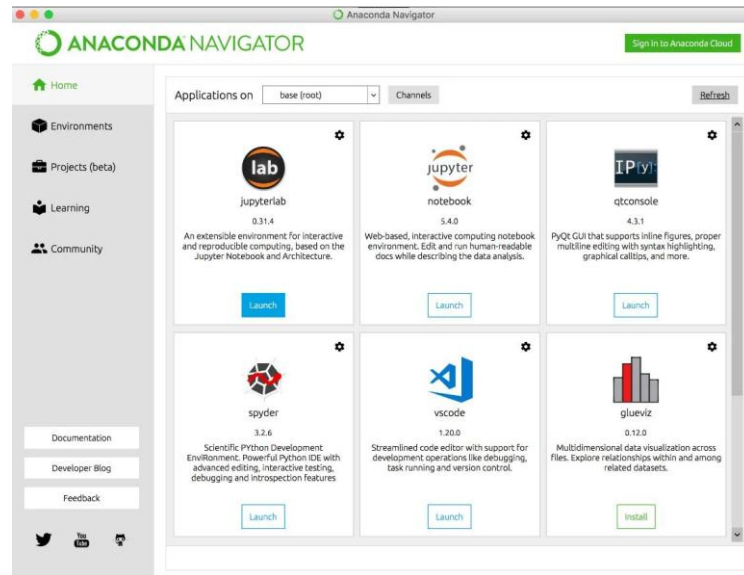 Anaconda Navigator
ANACONDA NAVIGATOR
Sign in to Anaconda Cloud
Home
Environments
Projects (beta)
Learning
Community
Documentation
Developer Blog
Feedback
You
Tube
Applications on
base (root)
Channels
Refresh
lab
jupyterlab
0.31.4
An extensible environment for interactive
and reproducible computing, based on the
Jupyter Notebook and Architecture.
Launch
jupyter
notebook
5.4.0
Web-based, interactive computing notebook
environment. Edit and run human-readable
docs while describing the data analysis.
Launch
IP[y]:
qtconsole
4.3.1
PyQt GUI that supports inline figures, proper
multiline editing with syntax highlighting,
graphical calltips, and more.
Launch
spyder
3.2.6
Scientific PYthon Development
EnviRonment. Powerful Python IDE with
advanced editing, interactive testing,
debugging and introspection features
Launch
vscode
1.20.0
Streamlined code editor with support for
development operations like debugging,
task running and version control.
Launch
glueviz
0.12.0
Multidimensional data visualization across
files. Explore relationships within and among
related datasets.
Install